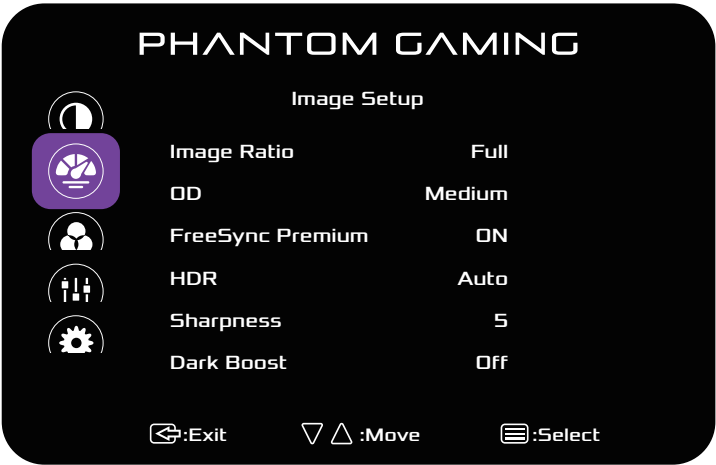 PHANTOM GAMING
Image Setup
Image Ratio Full
OD Medium
FreeSync Premium ON
HDR Auto
Sharpness 5
Dark Boost Off
:Exit :Move :Select